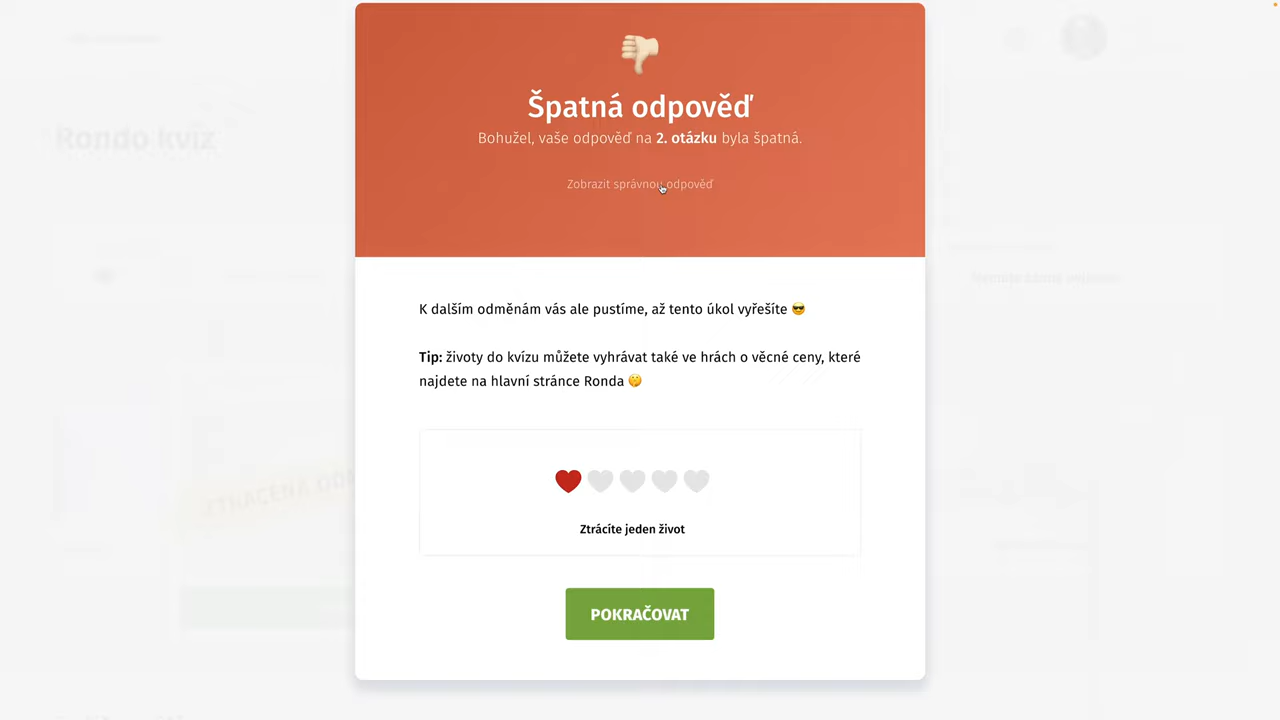 Špatná odpověď
Bohužel, vaše odpověď na 2. otázku byla špatná.
Zobrazit správnou odpověď
Rondo kvíz
K dalším odměnám vás ale pustíme, až tento úkol vyřešíte 😎
Tip: životy do kvízu můžete vyhrávat také ve hrách o věcné ceny, které
najdete na hlavní stránce Ronda 🤫
Ztrácíte jeden život
POKRAČOVAT